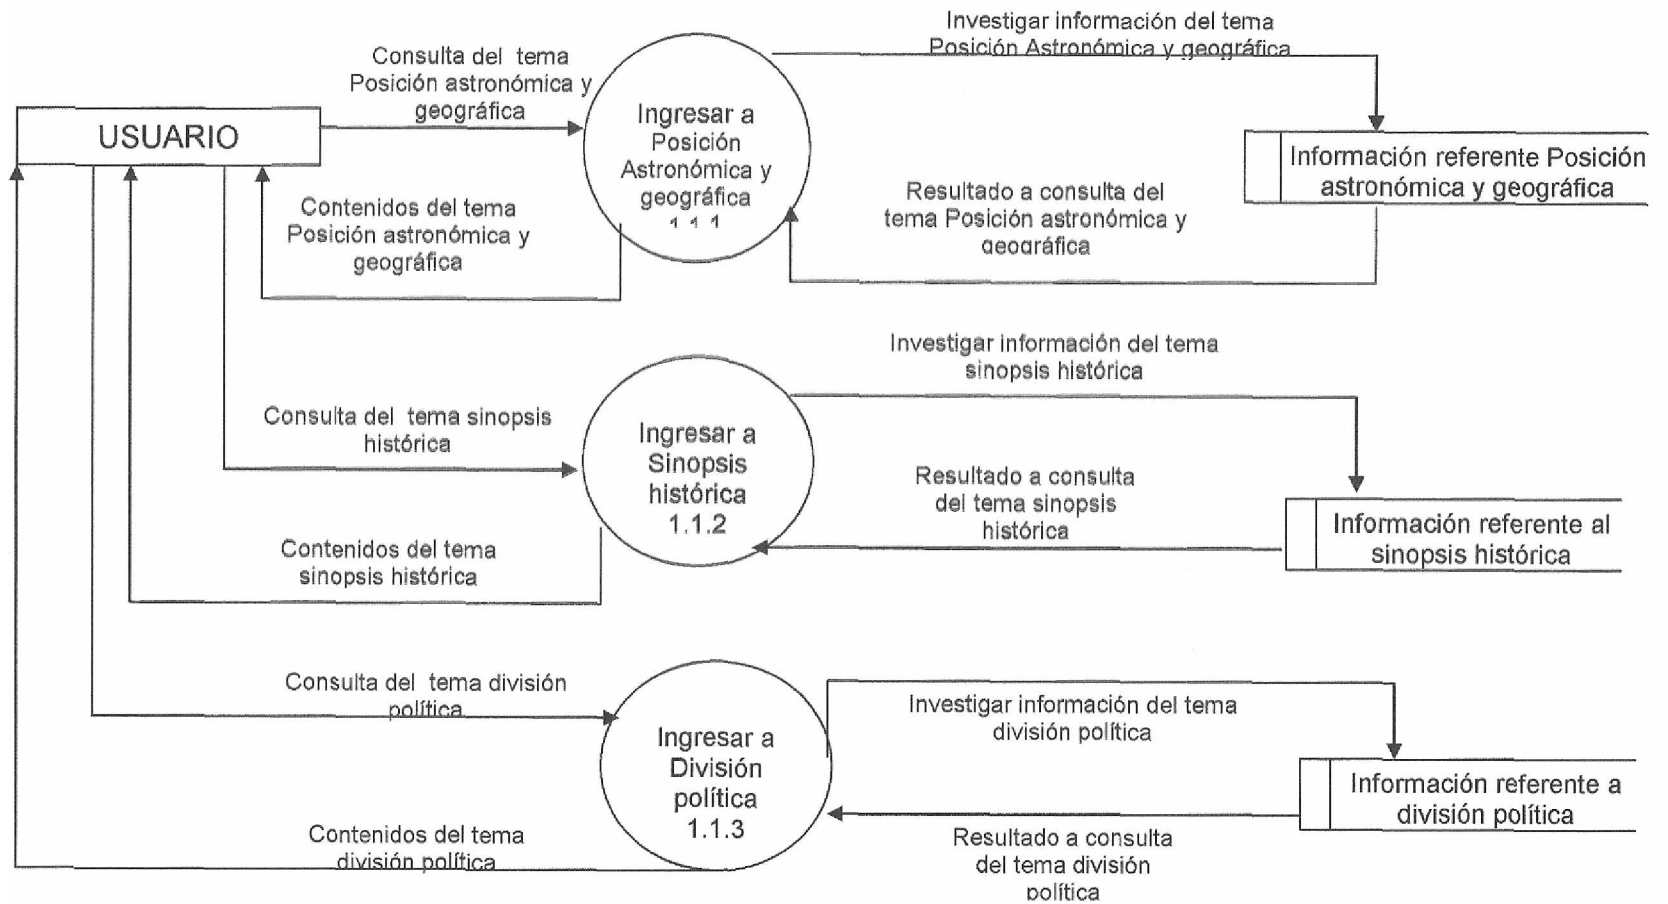 Investigar información del tema
Posición Astronómica y geográfica
Consulta del tema
Posición astronómica y
geográfica
USUARIO
Ingresar a
Posición
Astronómica y
geográfica
1 1 1
Información referente Posición
astronómica y geográfica
Contenidos del tema
Posición astronómica y
geográfica
Resultado a consulta del
tema Posición astronómica y
geográfica
Investigar información del tema
sinopsis histórica
Consulta del tema sinopsis
histórica
Ingresar a
Sinopsis
histórica
1.1.2
Resultado a consulta
del tema sinopsis
histórica
Información referente al
sinopsis histórica
Contenidos del tema
sinopsis histórica
Consulta del tema división
política
Ingresar a
División
política
1.1.3
Investigar información del tema
división política
Información referente a
división política
Contenidos del tema
división política
Resultado a consulta
del tema división
política